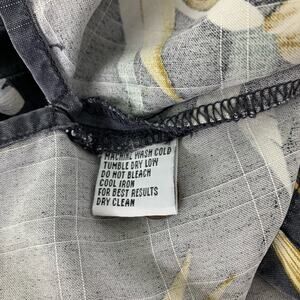 MACHINE WASH COLD
TUMBLE DRY LOW
DO NOT BLEACH
COOL IRON
FOR BEST RESULTS
DRY CLEAN